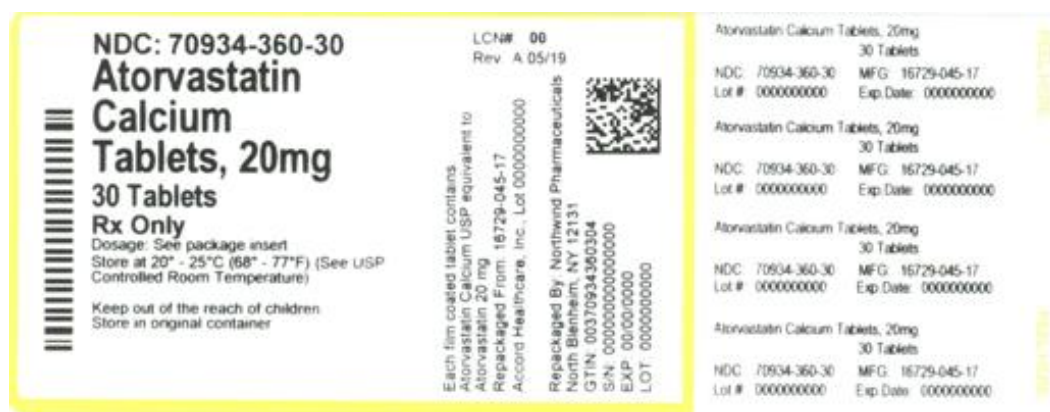 NDC: 70934-360-30
Atorvastatin
Calcium
Tablets, 20mg
30 Tablets
Rx Only
Dosage: See package insert
Store at 20° - 25°C (68° - 77°F) (See USP
Controlled Room Temperature)
Keep out of the reach of children
Store in original container
LCN# 00
Rev A 05/19
Each film coated tablet contains
Atorvastatin Calcium USP equivalent to
Atorvastatin 20 mg
Repackaged From: 16729-045-17
Accord Healthcare, Inc., Lot 0000000000
Repackaged By: Northwind Pharmaceuticals
North Blenheim, NY 12131
GTIN: 00370934360304
S/N: 00000000000000
EXP 00/00/0000
LOT 0000000000
Atorvastatin Calcium Tablets, 20mg
30 Tablets
NDC: 70934-360-30 MFG: 16729-045-17
Lot # 0000000000 Exp.Date: 0000000000
Atorvastatin Calcium Tablets, 20mg
30 Tablets
NDC: 70934-360-30 MFG: 16729-045-17
Lot # 0000000000 Exp.Date: 0000000000
Atorvastatin Calcium Tablets, 20mg
30 Tablets
NDC: 70934-360-30 MFG: 16729-045-17
Lot # 0000000000 Exp.Date: 0000000000
Atorvastatin Calcium Tablets, 20mg
30 Tablets
NDC: 70934-360-30 MFG: 16729-045-17
Lot # 0000000000 Exp.Date: 0000000000